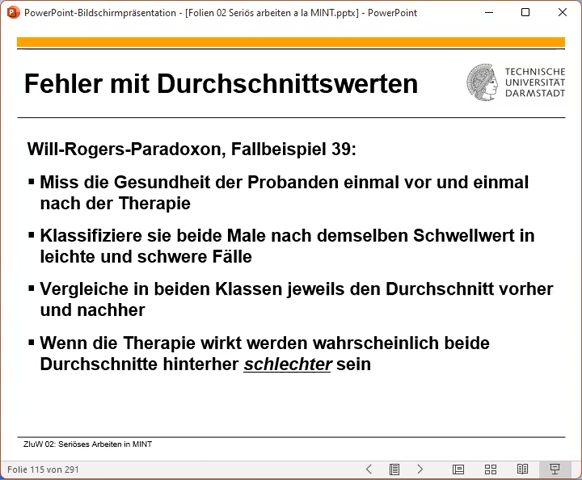 PowerPoint-Bildschirmpräsentation - [Folien 02 Seriös arbeiten a la MINT.pptx] - PowerPoint
Fehler mit Durchschnittswerten
TECHNISCHE
UNIVERSITÄT
DARMSTADT
Will-Rogers-Paradoxon, Fallbeispiel 39:
▪ Miss die Gesundheit der Probanden einmal vor und einmal
nach der Therapie
▪ Klassifiziere sie beide Male nach demselben Schwellwert in
leichte und schwere Fälle
▪ Vergleiche in beiden Klassen jeweils den Durchschnitt vorher
und nachher
▪ Wenn die Therapie wirkt werden wahrscheinlich beide
Durchschnitte hinterher schlechter sein
ZIuW 02: Seriöses Arbeiten in MINT
Folie 115 von 291